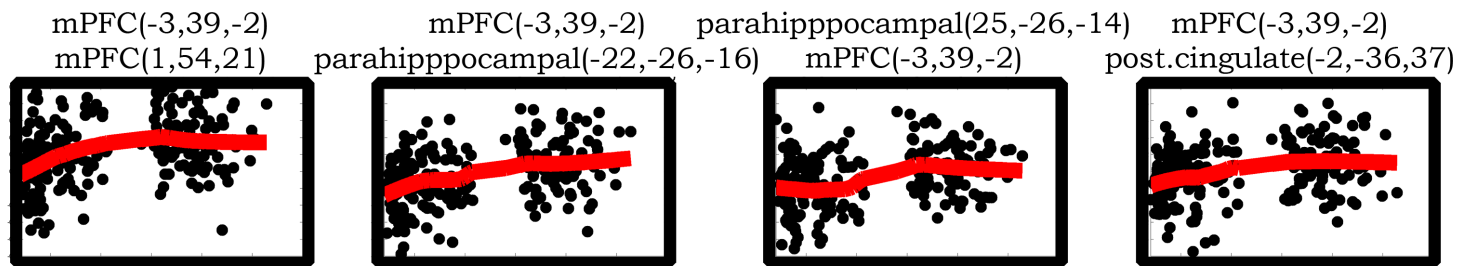 mPFC(-3,39,-2)
mPFC(1,54,21)
mPFC(-3,39,-2)
parahipppocampal(-22,-26,-16)
parahipppocampal(25,-26,-14)
mPFC(-3,39,-2)
mPFC(-3,39,-2)
post.cingulate(-2,-36,37)